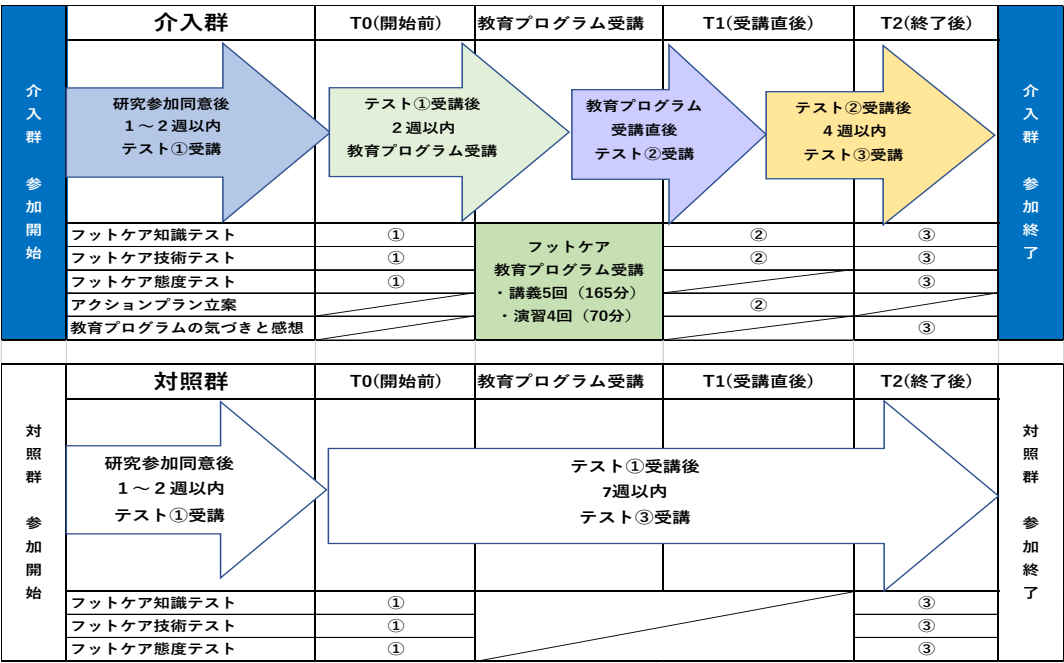 介入群 T0(開始前) 教育プログラム受講 T1(受講直後) T2(終了後)
介入群 参加開始
研究参加同意後
1～2週以内
テスト①受講
テスト①受講後
2週以内
教育プログラム受講
教育プログラム
受講直後
テスト②受講
テスト②受講後
4週以内
テスト③受講
介入群 参加終了
フットケア知識テスト ① ② ③
フットケア技術テスト ① ② ③
フットケア態度テスト ① ③
アクションプラン立案 ②
教育プログラムの気づきと感想 ③
フットケア
教育プログラム受講
・講義5回（165分）
・演習4回（70分）
対照群 T0(開始前) 教育プログラム受講 T1(受講直後) T2(終了後)
対照群 参加開始
研究参加同意後
1～2週以内
テスト①受講
テスト①受講後
7週以内
テスト③受講
対照群 参加終了
フットケア知識テスト ① ③
フットケア技術テスト ① ③
フットケア態度テスト ① ③